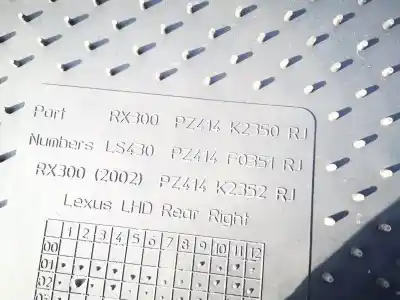 Part RX300 PZ414 K2350 RJ
Numbers LS430 PZ414 F0351 RJ
RX300 (2002) PZ414 K2352 RJ
Lexus LHD Rear Right
1 2 3 4 5 6 7 8 9 10 11 12
00
01
02